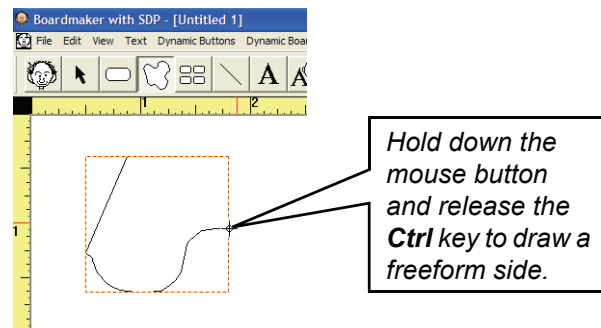 Boardmaker with SDP - [Untitled 1]
File Edit View Text Dynamic Buttons Dynamic Boa
A A
1 2
Hold down the
mouse button
and release the
1
Ctrl key to draw a
freeform side.